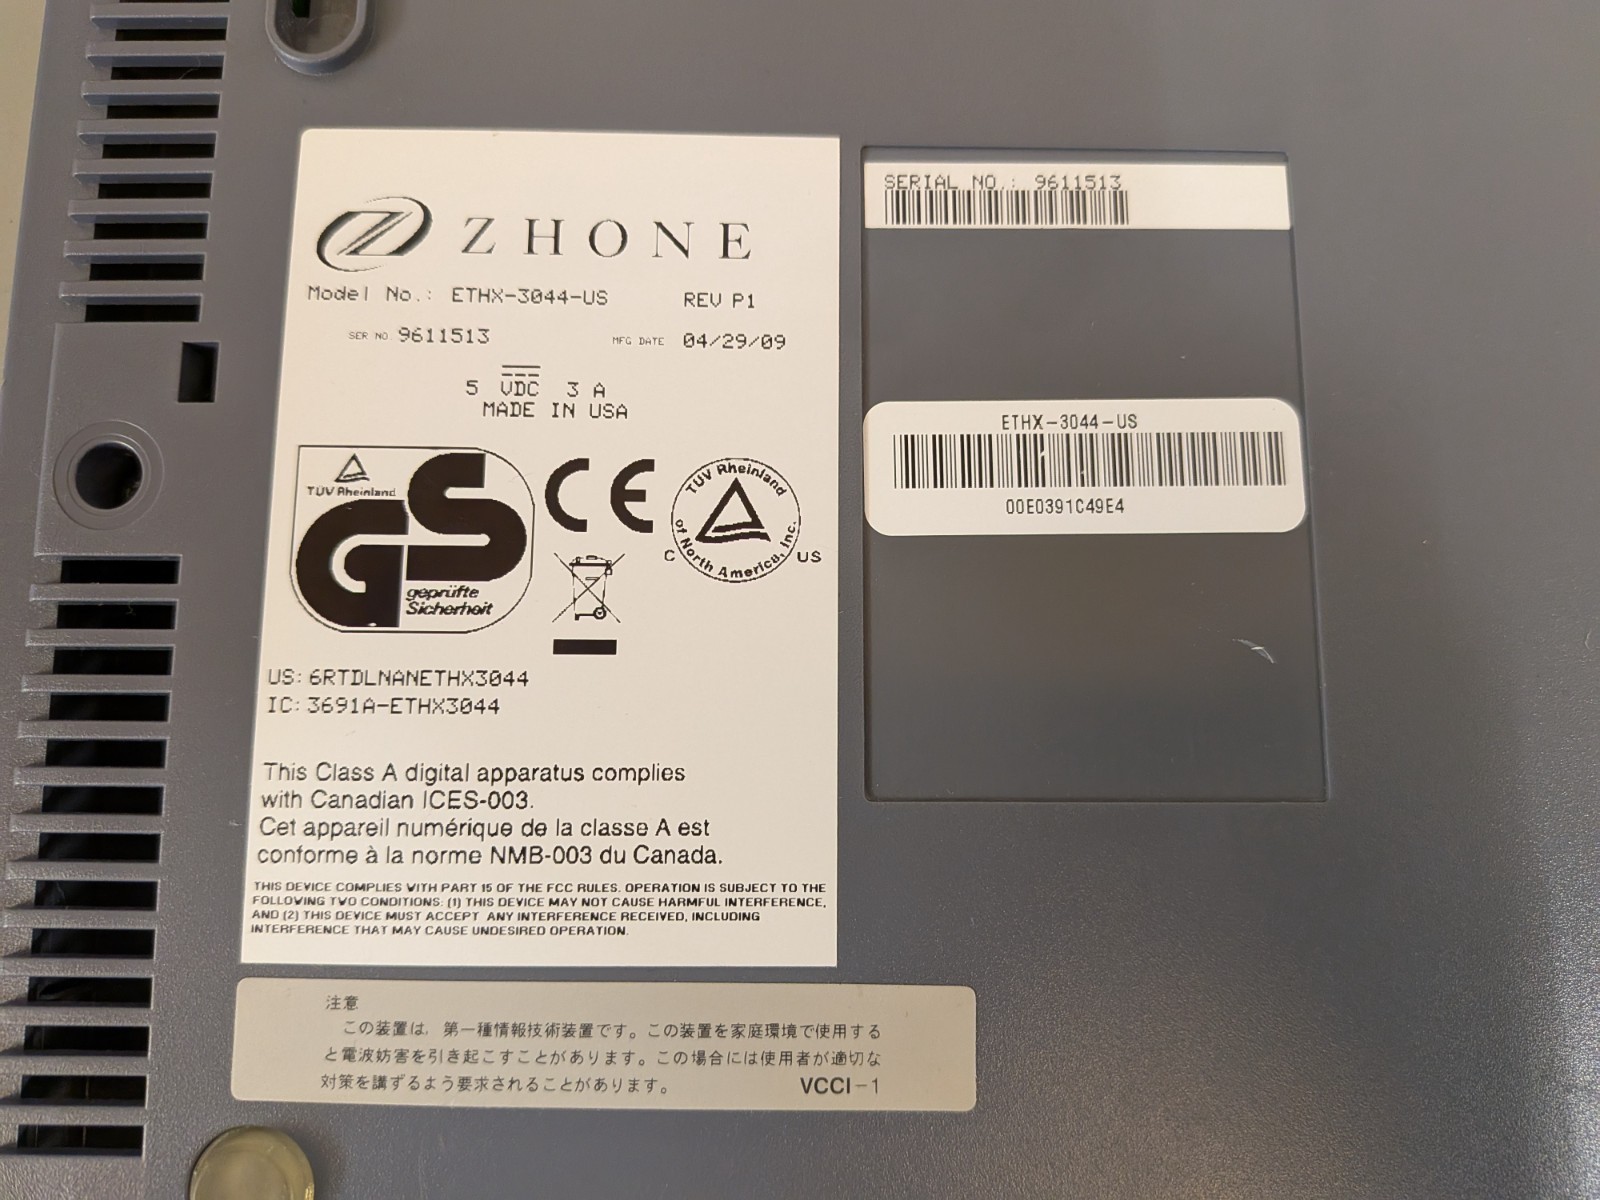 ZHONE
Model No.: ETHX-3044-US REV P1
SER NO. 9611513 MFG DATE 04/29/09
5 VDC 3 A
MADE IN USA
TÜV Rheinland
GS
geprüfte
Sicherheit
CE
TÜV Rheinland
of North America, Inc.
C US
US: 6RTDLNANETHX3044
IC: 3691A-ETHX3044
This Class A digital apparatus complies
with Canadian ICES-003.
Cet appareil numérique de la classe A est
conforme à la norme NMB-003 du Canada.
THIS DEVICE COMPLIES WITH PART 15 OF THE FCC RULES. OPERATION IS SUBJECT TO THE
FOLLOWING TWO CONDITIONS: (1) THIS DEVICE MAY NOT CAUSE HARMFUL INTERFERENCE,
AND (2) THIS DEVICE MUST ACCEPT ANY INTERFERENCE RECEIVED, INCLUDING
INTERFERENCE THAT MAY CAUSE UNDESIRED OPERATION.
SERIAL NO.: 9611513
ETHX-3044-US
00E0391C49E4
注意
この装置は、第一種情報技術装置です。この装置を家庭環境で使用する
と電波妨害を引き起こすことがあります。この場合には使用者が適切な
対策を講ずるよう要求されることがあります。 VCCI-1